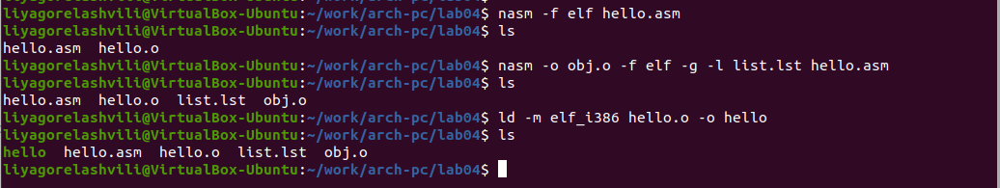 liyagorelashvili@VirtualBox-Ubuntu:~/work/arch-pc/lab04$ nasm -f elf hello.asm
liyagorelashvili@VirtualBox-Ubuntu:~/work/arch-pc/lab04$ ls
hello.asm  hello.o
liyagorelashvili@VirtualBox-Ubuntu:~/work/arch-pc/lab04$ nasm -o obj.o -f elf -g -l list.lst hello.asm
liyagorelashvili@VirtualBox-Ubuntu:~/work/arch-pc/lab04$ ls
hello.asm  hello.o  list.lst  obj.o
liyagorelashvili@VirtualBox-Ubuntu:~/work/arch-pc/lab04$ ld -m elf_i386 hello.o -o hello
liyagorelashvili@VirtualBox-Ubuntu:~/work/arch-pc/lab04$ ls
hello  hello.asm  hello.o  list.lst  obj.o
liyagorelashvili@VirtualBox-Ubuntu:~/work/arch-pc/lab04$